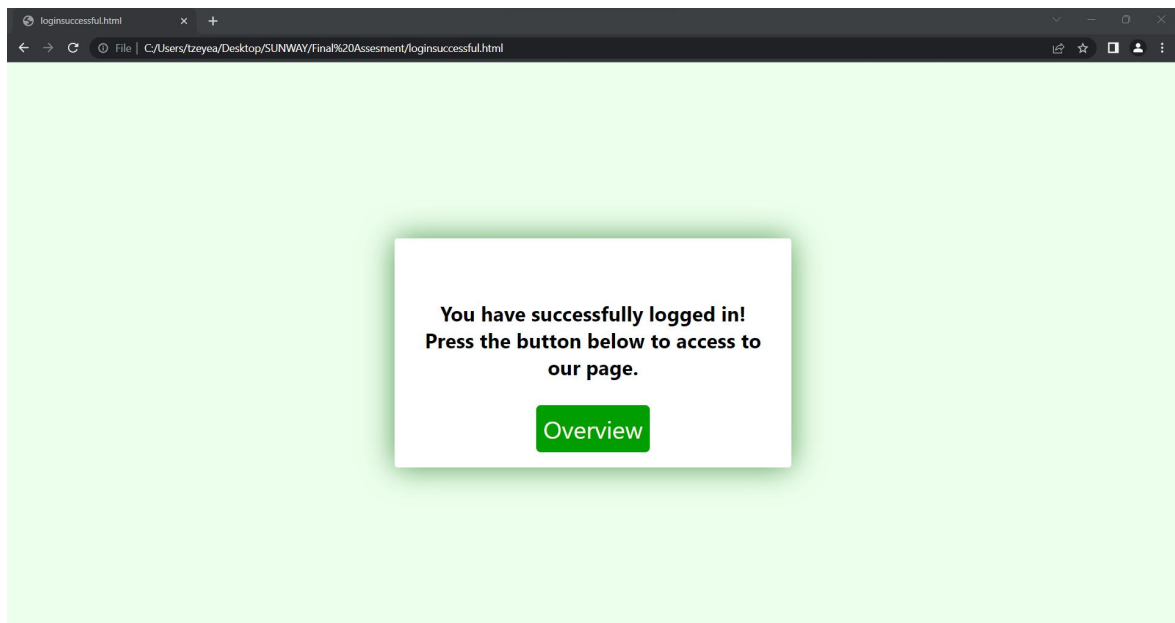 loginsuccessful.html
File | C:/Users/tzeyea/Desktop/SUNWAY/Final%20Assesment/loginsuccessful.html
You have successfully logged in!
Press the button below to access to
our page.
Overview